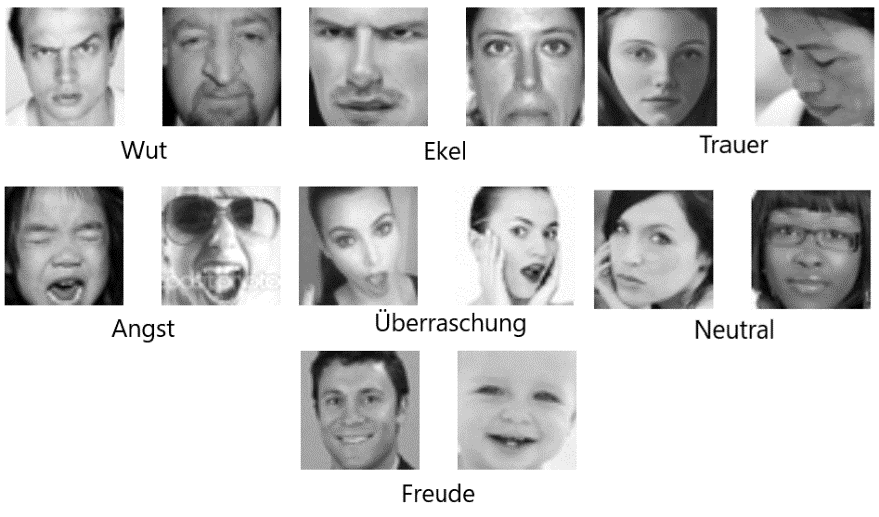 Wut
Ekel
Trauer
Angst
Überraschung
Neutral
Freude